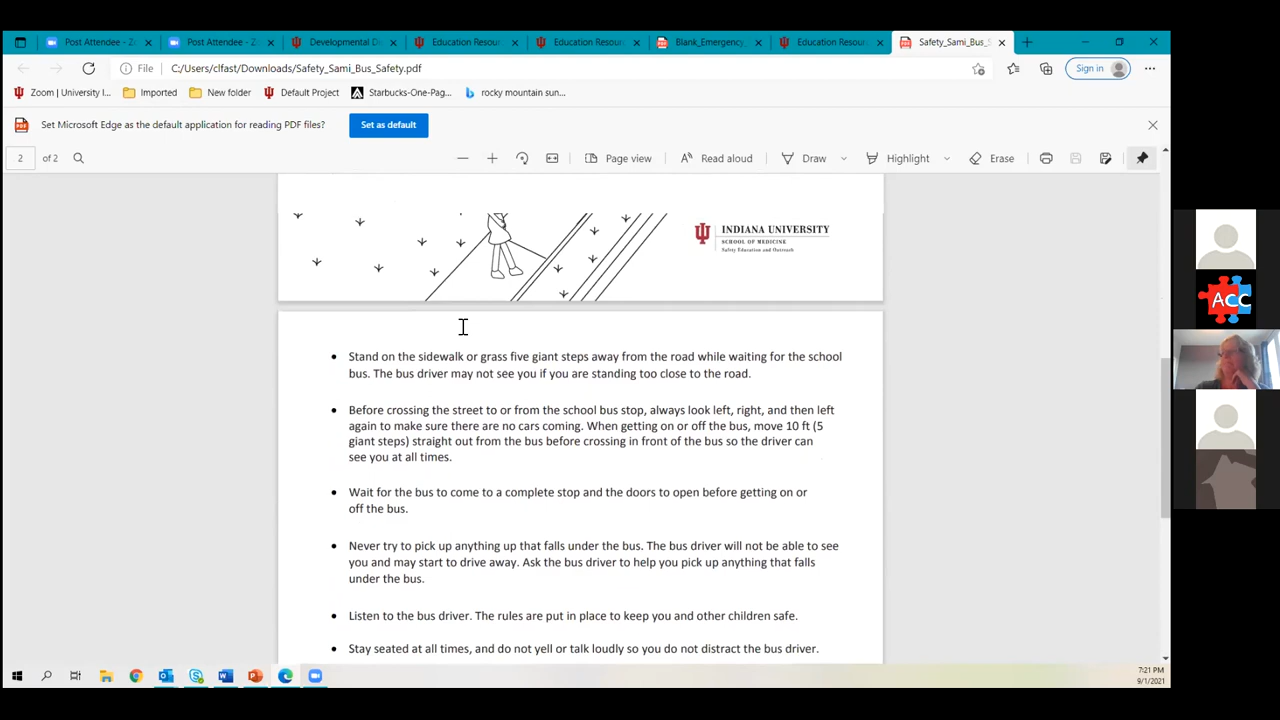 Post Attendee - Z
Post Attendee - Z
Developmental Di
Education Resour
Education Resour
Blank_Emergency_
Education Resour
Safety_Sami_Bus_S
File
C:/Users/clfast/Downloads/Safety_Sami_Bus_Safety.pdf
Sign in
Zoom | University I...
Imported
New folder
Default Project
Starbucks-One-Pag...
rocky mountain sun...
Set Microsoft Edge as the default application for reading PDF files?
Set as default
2 of 2
Page view
Read aloud
Draw
Highlight
Erase
INDIANA UNIVERSITY
SCHOOL OF MEDICINE
Safety Education and Outreach
• Stand on the sidewalk or grass five giant steps away from the road while waiting for the school
bus. The bus driver may not see you if you are standing too close to the road.
• Before crossing the street to or from the school bus stop, always look left, right, and then left
again to make sure there are no cars coming. When getting on or off the bus, move 10 ft (5
giant steps) straight out from the bus before crossing in front of the bus so the driver can
see you at all times.
• Wait for the bus to come to a complete stop and the doors to open before getting on or
off the bus.
• Never try to pick up anything up that falls under the bus. The bus driver will not be able to see
you and may start to drive away. Ask the bus driver to help you pick up anything that falls
under the bus.
• Listen to the bus driver. The rules are put in place to keep you and other children safe.
• Stay seated at all times, and do not yell or talk loudly so you do not distract the bus driver.
ACC
7:21 PM
9/1/2021